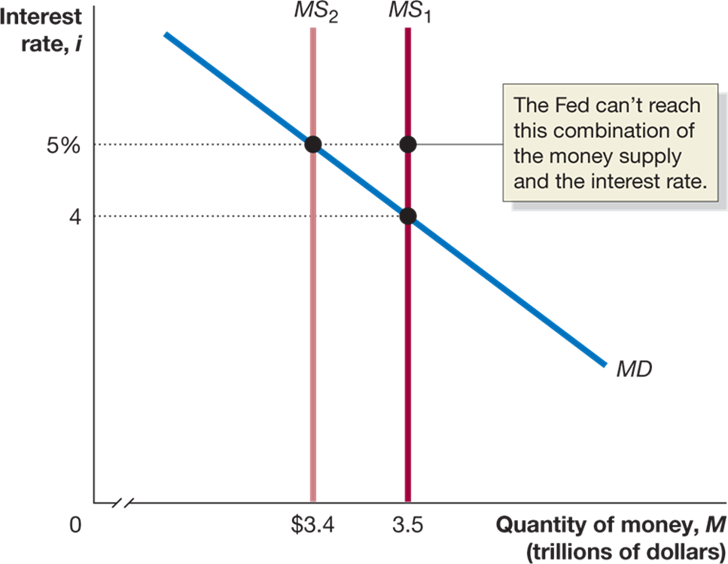 Interest
rate, i
MS2
MS1
The Fed can't reach
this combination of
the money supply
and the interest rate.
5%
4
MD
0
$3.4
3.5
Quantity of money, M
(trillions of dollars)